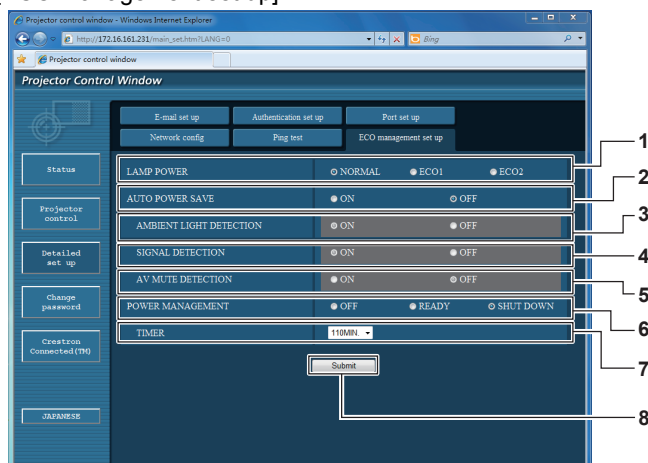 Projector control window - Windows Internet Explorer
http://172.16.161.231/main_set.htm?LANG=0
Bing
Projector control window
Projector Control Window
E-mail set up Authentication set up Port set up
Network config Ping test ECO management set up
Status
Projector control
Detailed set up
Change password
Crestron Connected(TM)
JAPANESE
LAMP POWER NORMAL ECO1 ECO2 1
AUTO POWER SAVE ON OFF 2
AMBIENT LIGHT DETECTION ON OFF 3
SIGNAL DETECTION ON OFF 4
AV MUTE DETECTION ON OFF 5
POWER MANAGEMENT OFF READY SHUT DOWN 6
TIMER 110MIN. 7
Submit 8